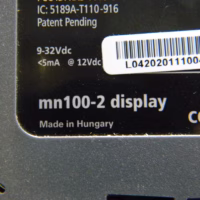 IC: 5189A-T110-916
Patent Pending
9-32Vdc
<5mA @ 12Vdc
L04202011100
mn100-2 display
Made in Hungary